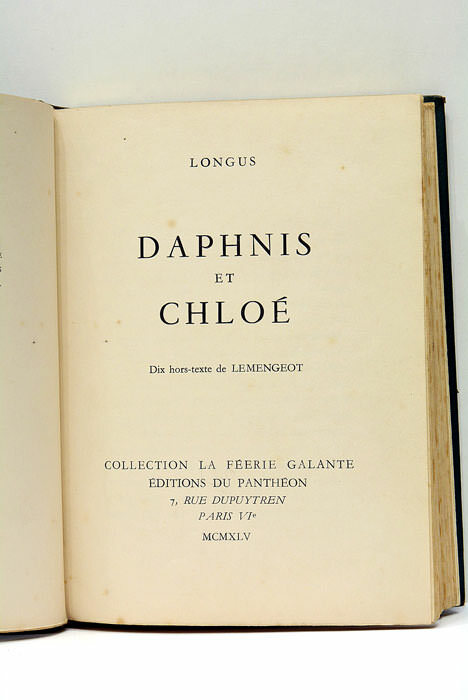 LONGUS
DAPHNIS
ET
CHLOÉ
Dix hors-texte de LEMENGEOT
COLLECTION LA FÉERIE GALANTE
ÉDITIONS DU PANTHÉON
7, RUE DUPUYTREN
PARIS VIe
MCMXLV